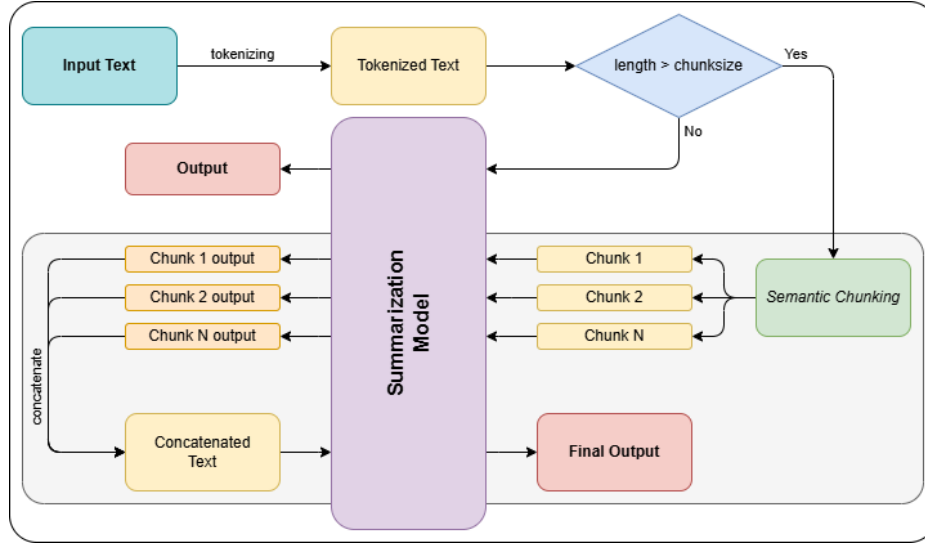 Input Text
tokenizing
Tokenized Text
length > chunksize
Yes
No
Output
Summarization
Model
Chunk 1 output
Chunk 1
Chunk 2 output
Chunk 2
Semantic Chunking
Chunk N output
Chunk N
concatenate
Concatenated
Text
Final Output